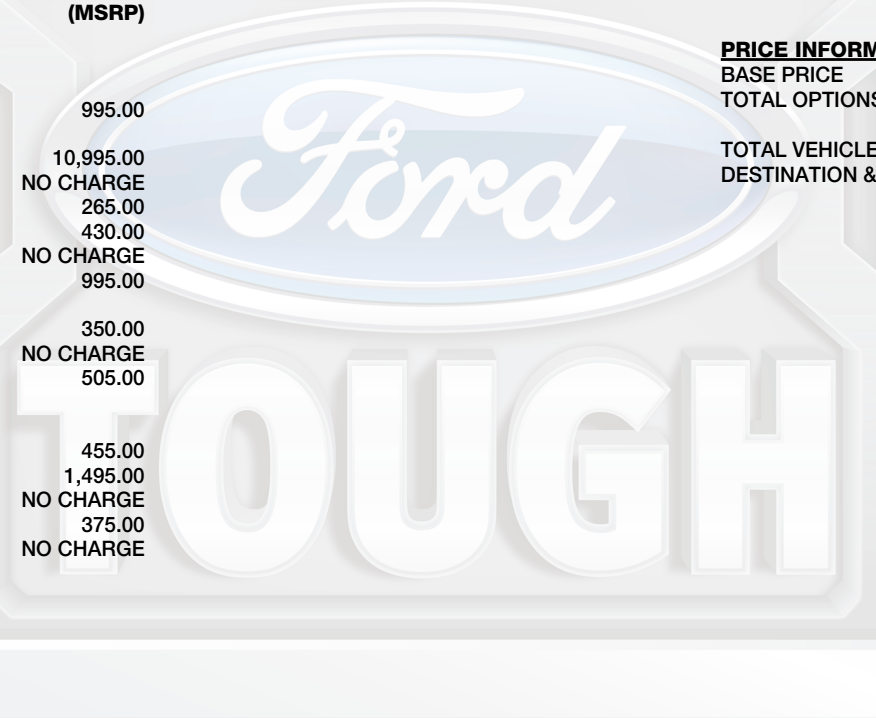 (MSRP)
995.00
10,995.00
NO CHARGE
265.00
430.00
NO CHARGE
995.00
350.00
NO CHARGE
505.00
455.00
1,495.00
NO CHARGE
375.00
NO CHARGE
PRICE INFORM
BASE PRICE
TOTAL OPTIONS
TOTAL VEHICLE
DESTINATION &
Ford
TOUGH